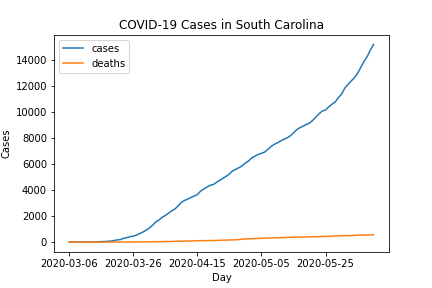 COVID-19 Cases in South Carolina
cases
deaths
14000
12000
10000
8000
6000
4000
2000
0
Cases
2020-03-06 2020-03-26 2020-04-15 2020-05-05 2020-05-25
Day